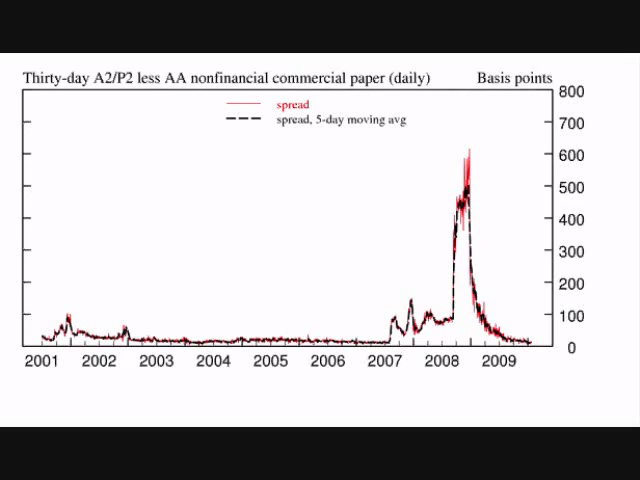 Thirty-day A2/P2 less AA nonfinancial commercial paper (daily) Basis points
spread
spread, 5-day moving avg
800
700
600
500
400
300
200
100
0
2001 2002 2003 2004 2005 2006 2007 2008 2009